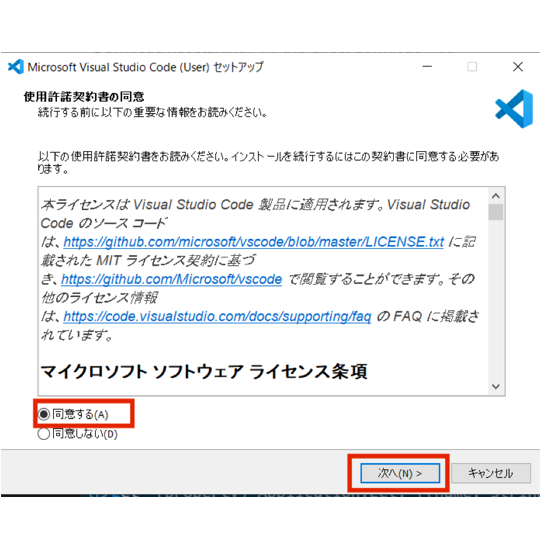 Microsoft Visual Studio Code (User) セットアップ
使用許諾契約書の同意
続行する前に以下の重要な情報をお読みください。
以下の使用許諾契約書をお読みください。インストールを続行するにはこの契約書に同意する必要があ
ります。
本ライセンスは Visual Studio Code 製品に適用されます。Visual Studio
Code のソース コード
は、https://github.com/microsoft/vscode/blob/master/LICENSE.txt に記
載された MIT ライセンス契約に基づ
き、https://github.com/Microsoft/vscode で閲覧することができます。その
他のライセンス情報
は、https://code.visualstudio.com/docs/supporting/faq の FAQ に掲載さ
れています。
マイクロソフト ソフトウェア ライセンス条項
同意する(A)
同意しない(D)
次へ(N) >
キャンセル